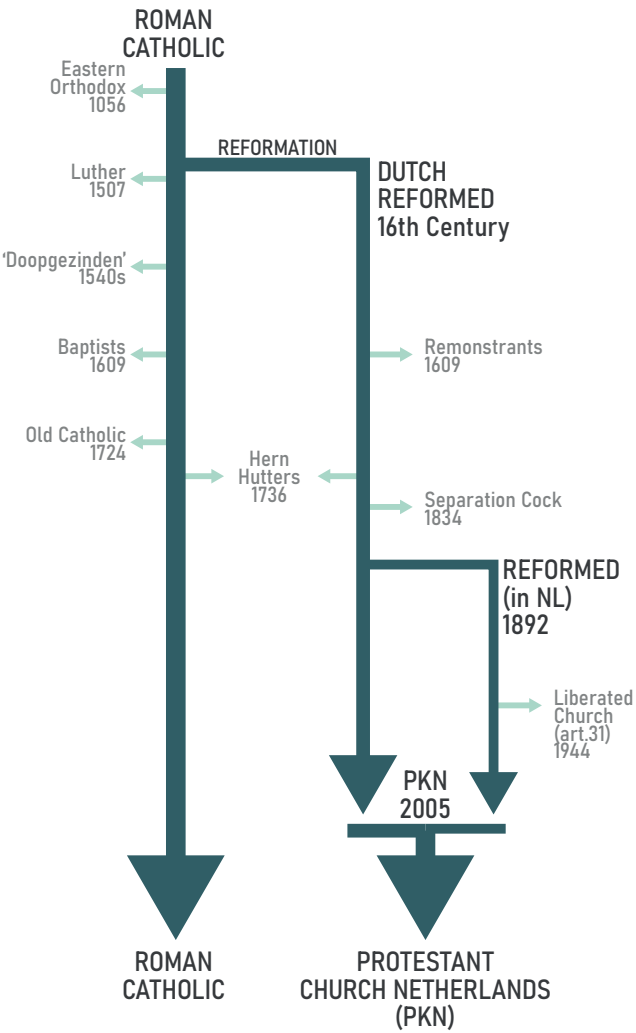 ROMAN
CATHOLIC
Eastern
Orthodox
1056
REFORMATION
Luther
1507
DUTCH
REFORMED
16th Century
'Doopgezinden'
1540s
Baptists
1609
Remonstrants
1609
Old Catholic
1724
Hern
Hutters
1736
Separation Cock
1834
REFORMED
(in NL)
1892
Liberated
Church
(art.31)
1944
PKN
2005
ROMAN
CATHOLIC
PROTESTANT
CHURCH NETHERLANDS
(PKN)